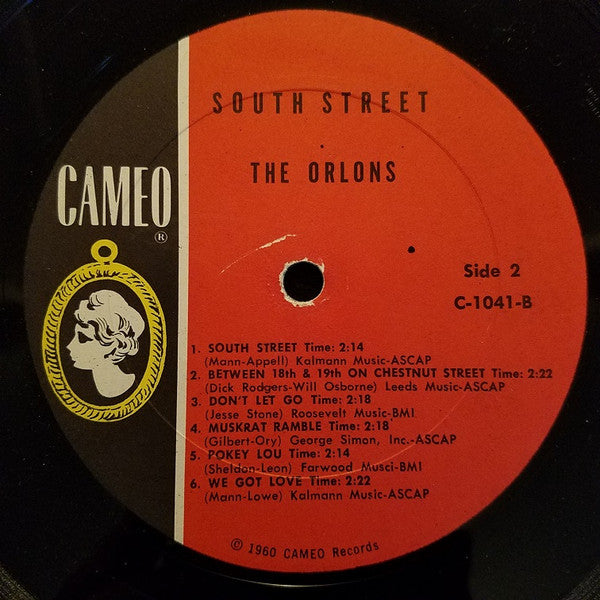 SOUTH STREET
THE ORLONS
CAMEO
®
Side 2
C-1041-B
1. SOUTH STREET Time: 2:14
(Mann-Appell) Kalmann Music-ASCAP
2. BETWEEN 18th & 19th ON CHESTNUT STREET Time: 2:22
(Dick Rodgers-Will Osborne) Leeds Music-ASCAP
3. DON'T LET GO Time: 2:18
(Jesse Stone) Roosevelt Music-BMI
4. MUSKRAT RAMBLE Time: 2:18
(Gilbert-Ory) George Simon, Inc.-ASCAP
5. POKEY LOU Time: 2:14
(Sheldon-Leon) Farwood Musci-BMI
6. WE GOT LOVE Time: 2:22
(Mann-Lowe) Kalmann Music-ASCAP
© 1960 CAMEO Records